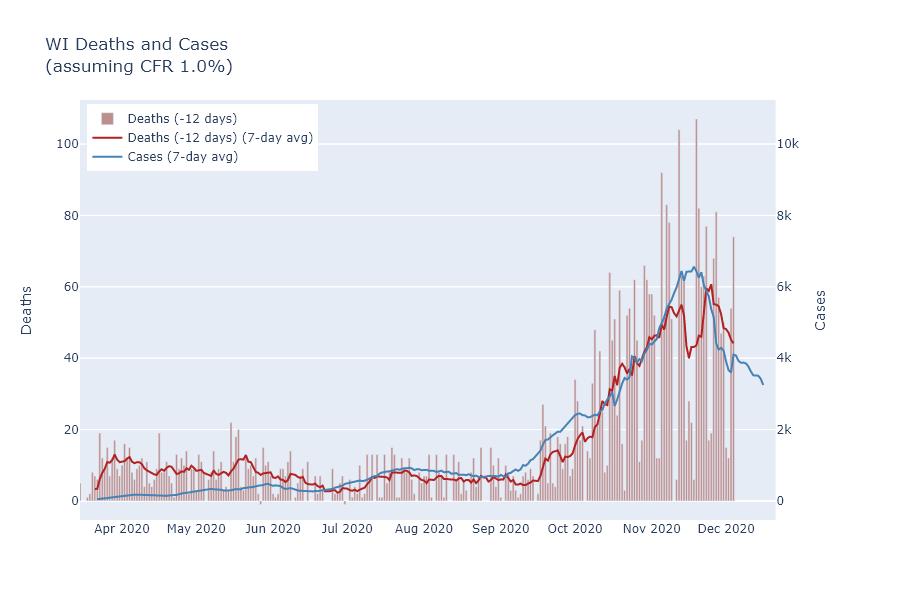 WI Deaths and Cases
(assuming CFR 1.0%)
Deaths (-12 days)
Deaths (-12 days) (7-day avg)
Cases (7-day avg)
100
80
60
40
20
0
Deaths
10k
8k
6k
4k
2k
0
Cases
Apr 2020 May 2020 Jun 2020 Jul 2020 Aug 2020 Sep 2020 Oct 2020 Nov 2020 Dec 2020